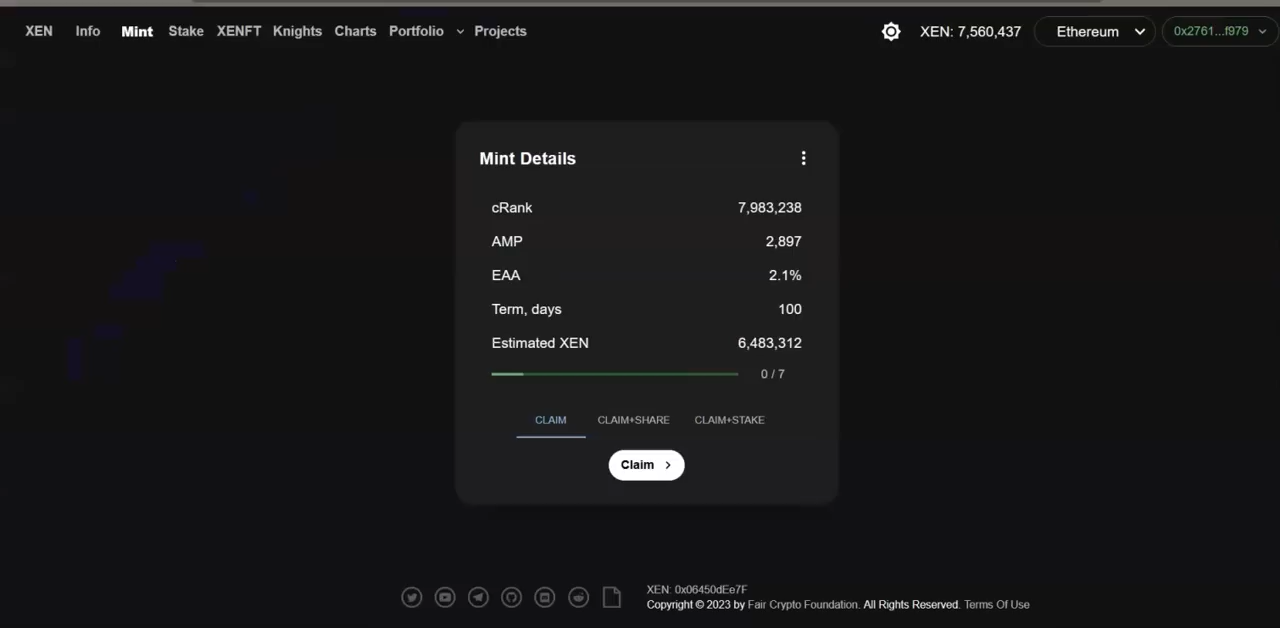 XEN Info Mint Stake XENFT Knights Charts Portfolio Projects XEN: 7,560,437 Ethereum 0x2761...f979
Mint Details
cRank 7,983,238
AMP 2,897
EAA 2.1%
Term, days 100
Estimated XEN 6,483,312
0 / 7
CLAIM CLAIM+SHARE CLAIM+STAKE
Claim
XEN: 0x06450dEe7F
Copyright © 2023 by Fair Crypto Foundation. All Rights Reserved. Terms Of Use